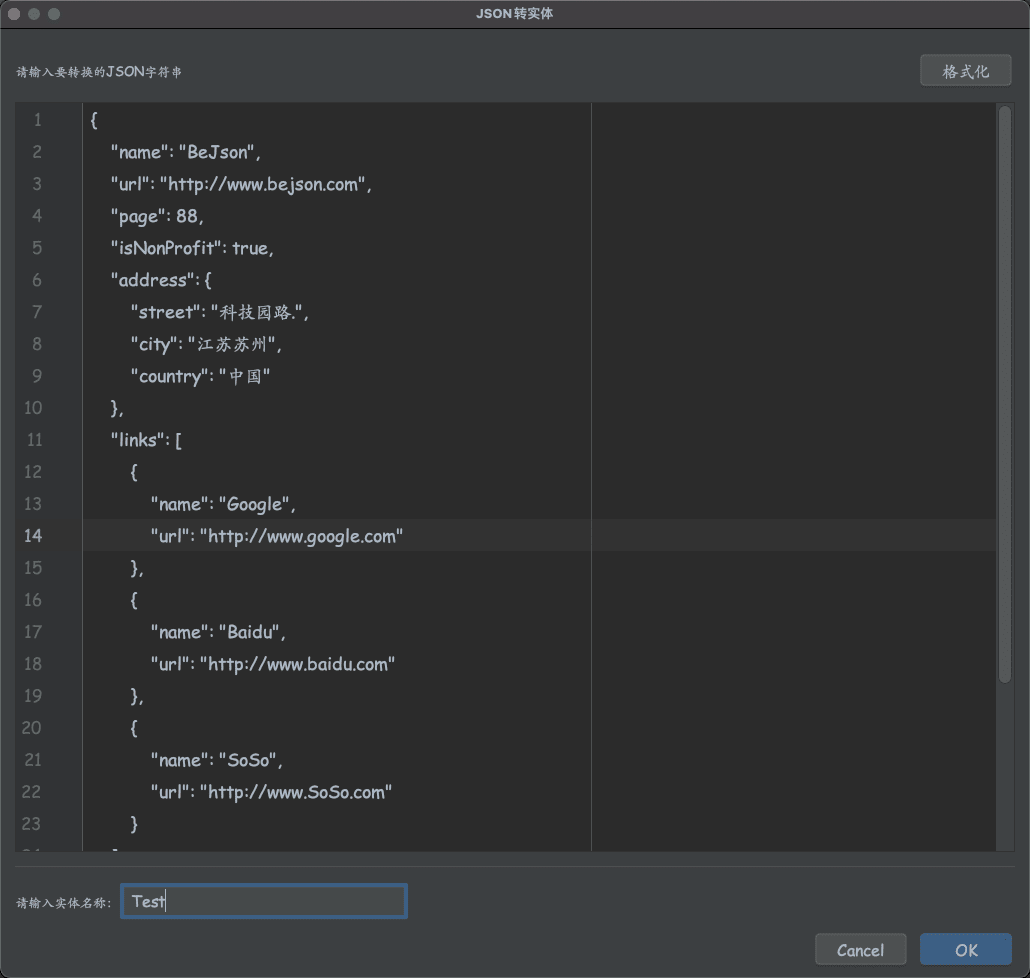 JSON转实体
请输入要转换的JSON字符串
格式化
1 {
2 "name": "BeJson",
3 "url": "http://www.bejson.com",
4 "page": 88,
5 "isNonProfit": true,
6 "address": {
7 "street": "科技园路.",
8 "city": "江苏苏州",
9 "country": "中国"
10 },
11 "links": [
12 {
13 "name": "Google",
14 "url": "http://www.google.com"
15 },
16 {
17 "name": "Baidu",
18 "url": "http://www.baidu.com"
19 },
20 {
21 "name": "SoSo",
22 "url": "http://www.SoSo.com"
23 }
请输入实体名称: Test
Cancel OK